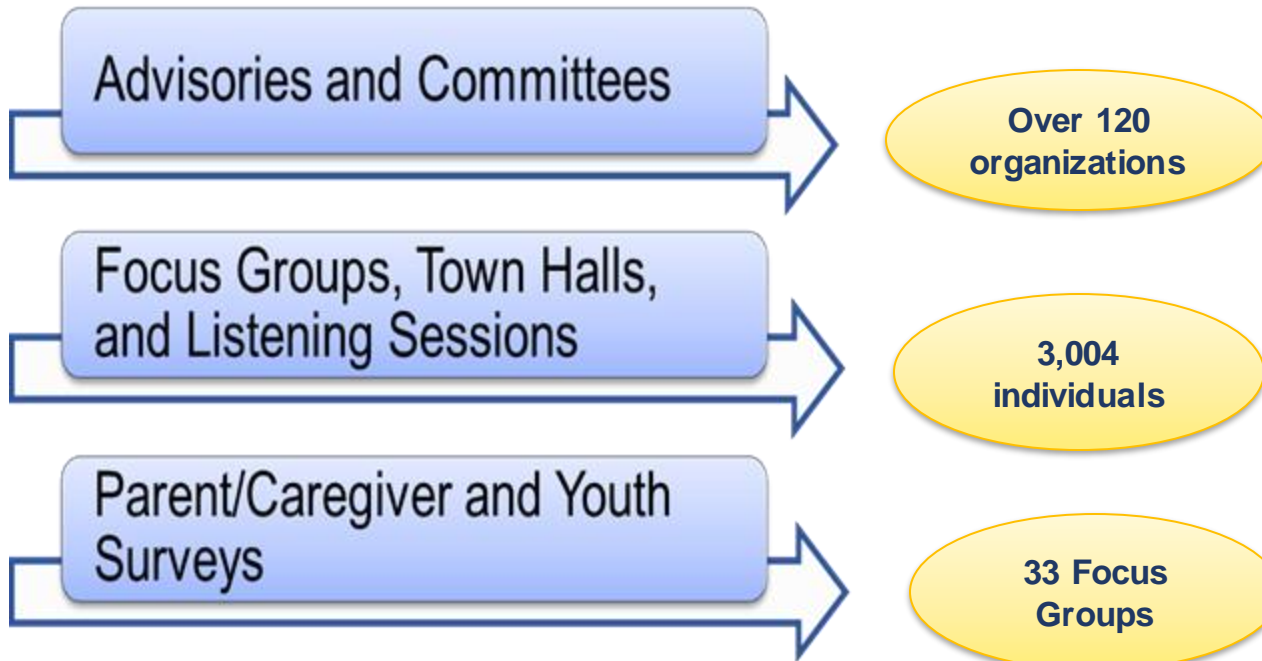 Advisories and Committees
Over 120
organizations
Focus Groups, Town Halls,
and Listening Sessions
3,004
individuals
Parent/Caregiver and Youth
Surveys
33 Focus
Groups